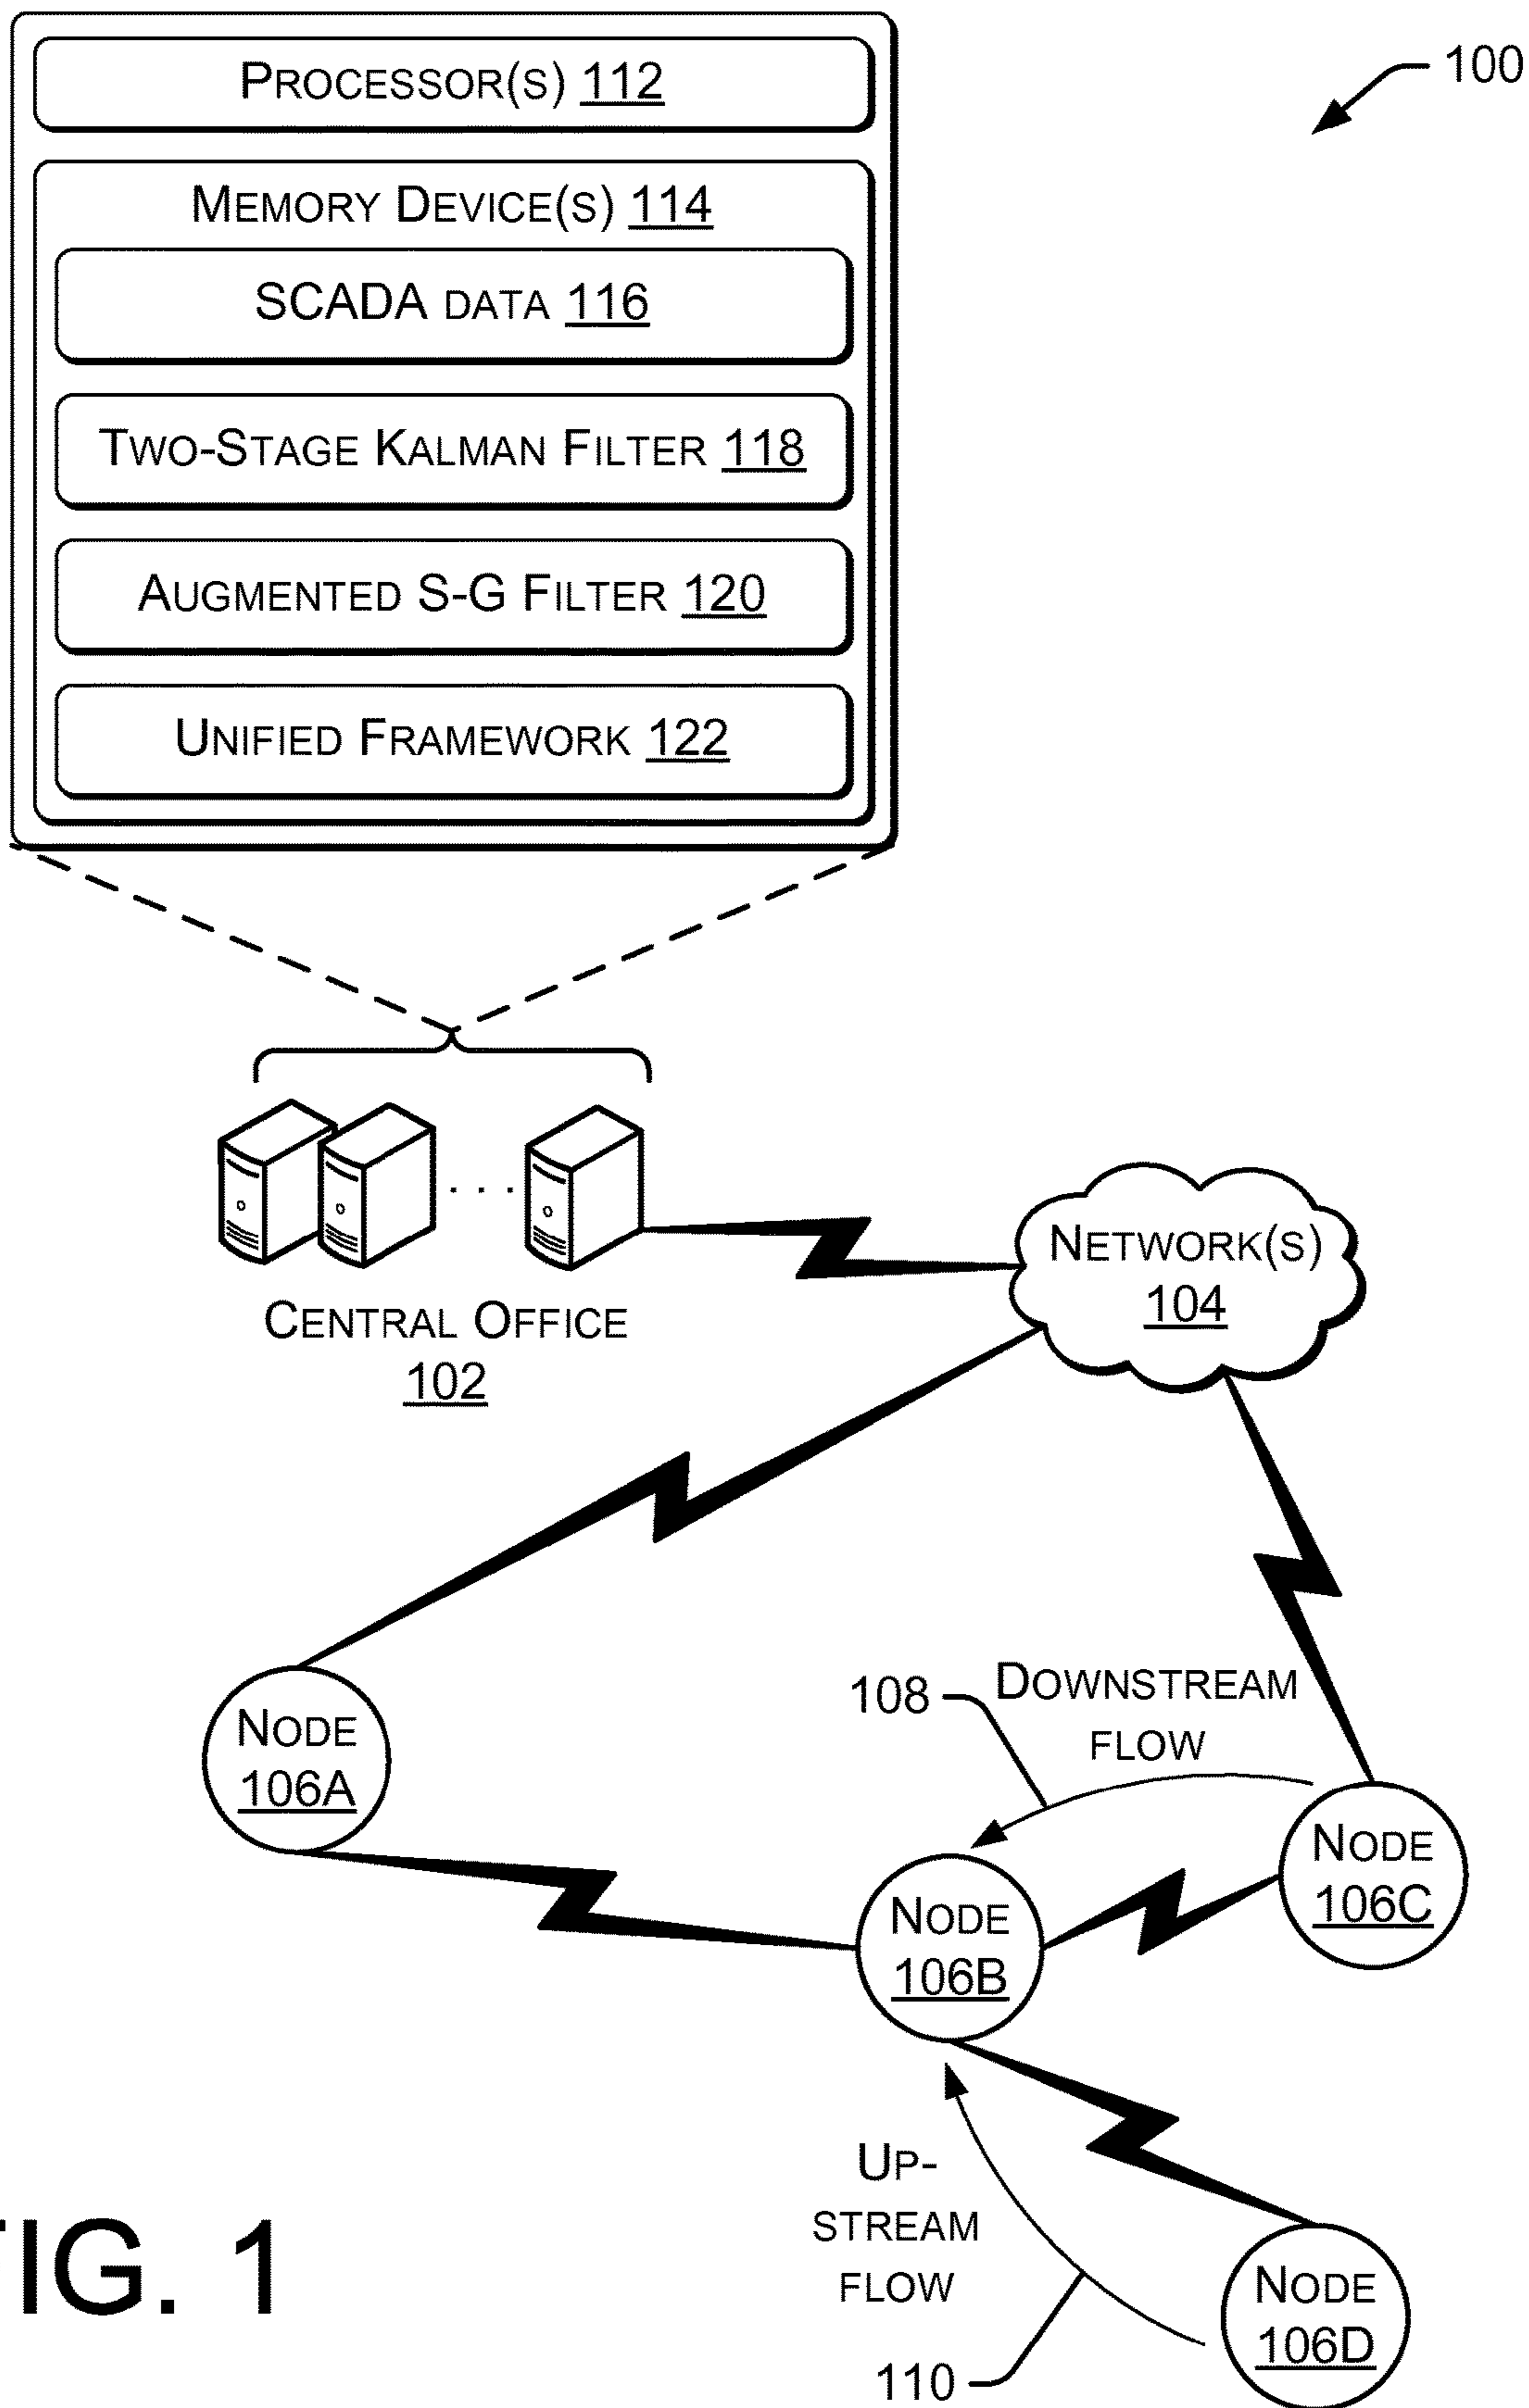 100
PROCESSOR(S) 112
MEMORY DEVICE(S) 114
SCADA DATA 116
TWO-STAGE KALMAN FILTER 118
AUGMENTED S-G FILTER 120
UNIFIED FRAMEWORK 122
NETWORK(S)
104
CENTRAL OFFICE
102
NODE
106A
108
DOWNSTREAM
FLOW
NODE
106C
NODE
106B
UP-
STREAM
FLOW
110
NODE
106D
IG. 1